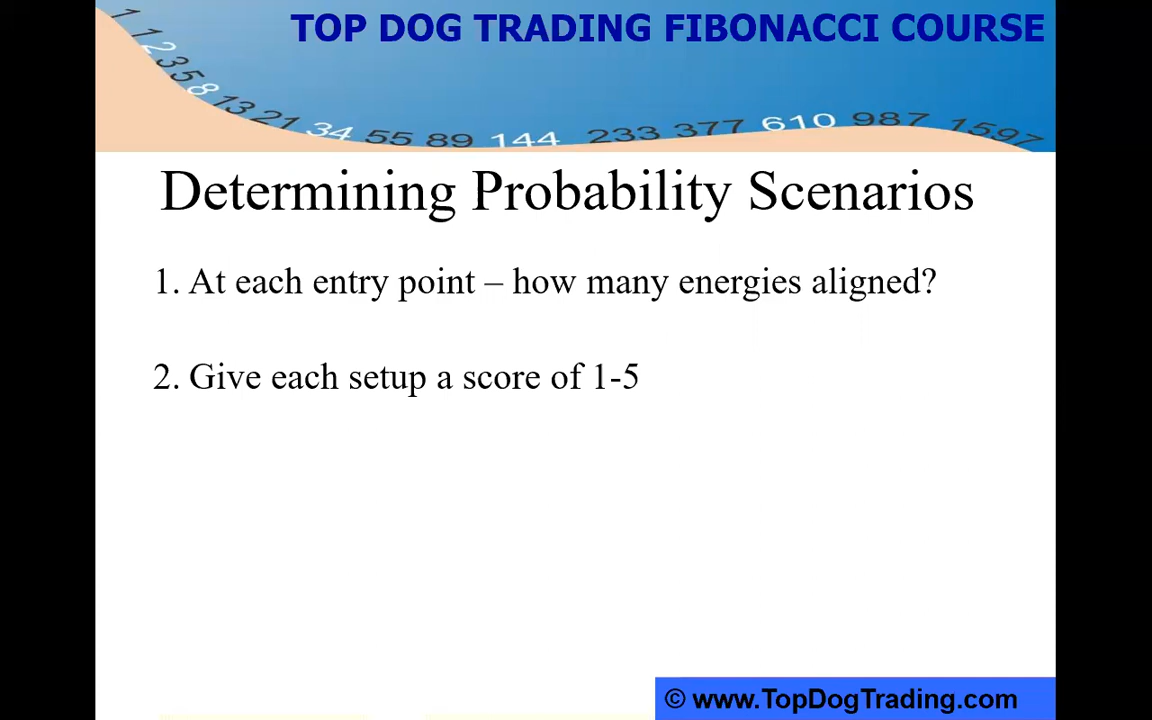 TOP DOG TRADING FIBONACCI COURSE
1 1 2 3 5 8 13 21 34 55 89 144 233 377 610 987 1597
Determining Probability Scenarios
1. At each entry point – how many energies aligned?
2. Give each setup a score of 1-5
© www.TopDogTrading.com